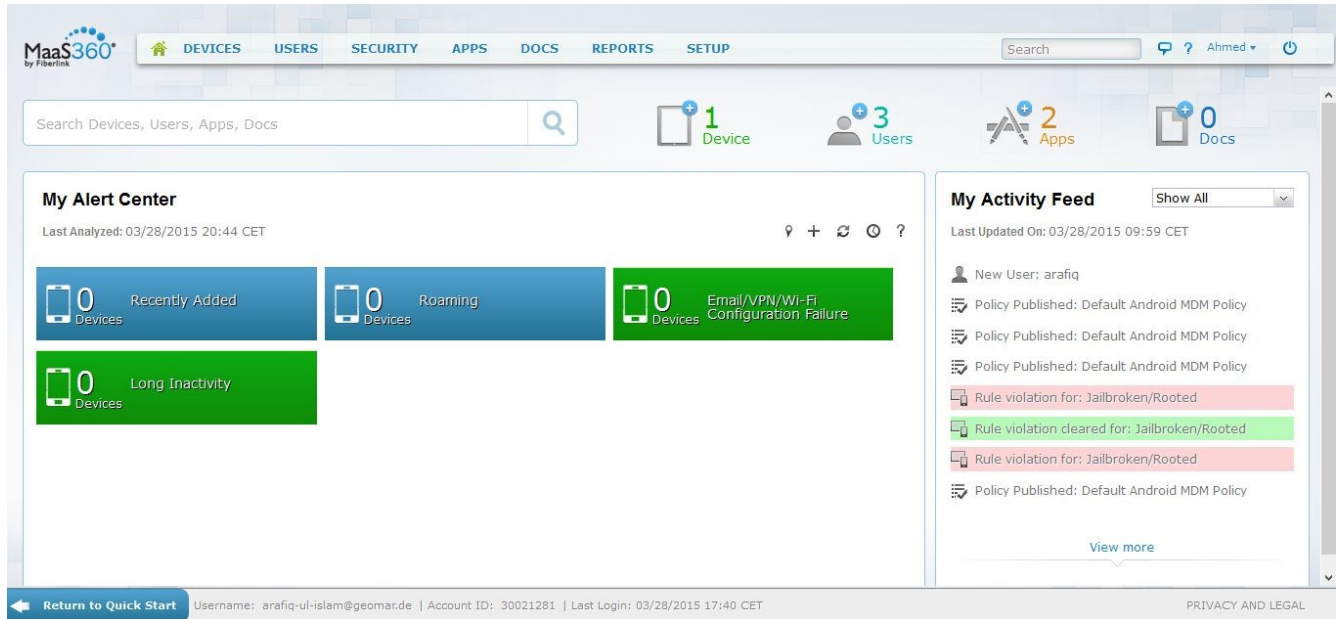 MaaS360
by Fiberlink
DEVICES USERS SECURITY APPS DOCS REPORTS SETUP
Search
? Ahmed
Search Devices, Users, Apps, Docs
1 Device
3 Users
2 Apps
0 Docs
My Alert Center
Last Analyzed: 03/28/2015 20:44 CET
?
0 Devices Recently Added
0 Devices Roaming
0 Devices Email/VPN/Wi-Fi Configuration Failure
0 Devices Long Inactivity
My Activity Feed
Show All
Last Updated On: 03/28/2015 09:59 CET
New User: arafiq
Policy Published: Default Android MDM Policy
Policy Published: Default Android MDM Policy
Policy Published: Default Android MDM Policy
Rule violation for: Jailbroken/Rooted
Rule violation cleared for: Jailbroken/Rooted
Rule violation for: Jailbroken/Rooted
Policy Published: Default Android MDM Policy
View more
Return to Quick Start
Username: arafiq-ul-islam@geomar.de | Account ID: 30021281 | Last Login: 03/28/2015 17:40 CET
PRIVACY AND LEGAL